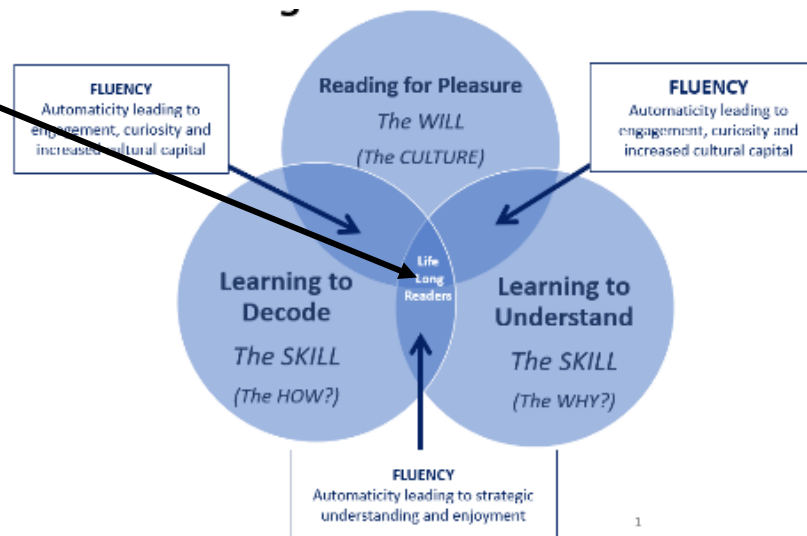 g
FLUENCY
Automaticity leading to
engagement, curiosity and
increased cultural capital
Reading for Pleasure
The WILL
(The CULTURE)
FLUENCY
Automaticity leading to
engagement, curiosity and
increased cultural capital
Life
Long
Readers
Learning to
Decode
The SKILL
(The HOW?)
Learning to
Understand
The SKILL
(The WHY?)
FLUENCY
Automaticity leading to strategic
understanding and enjoyment
1